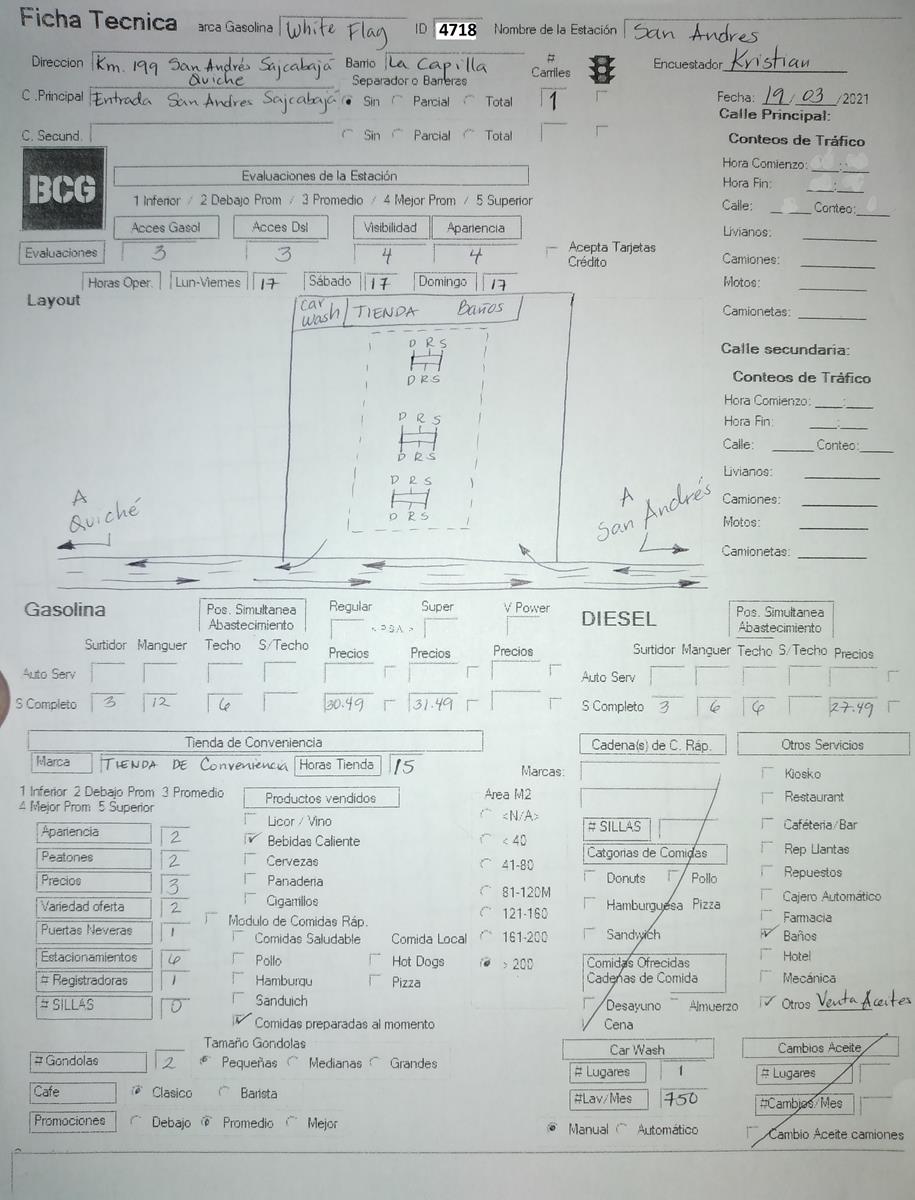 Ficha Tecnica arca Gasolina White Flag ID 4718 Nombre de la Estación San Andres
Direccion Km. 199 San Andrés Sajcabajá Quiche Barrio La Capilla # Carriles Encuestador Kristian
Separador o Barreras
C .Principal Entrada San Andres Sajcabajá Sin Parcial Total 1 Fecha: 19/03/2021
Calle Principal:
C. Secund. Sin Parcial Total
Conteos de Tráfico
BCG
Evaluaciones de la Estación
Hora Comienzo: __:__
Hora Fin: __:__
1 Inferior / 2 Debajo Prom / 3 Promedio / 4 Mejor Prom / 5 Superior
Calle: ____ Conteo:____
Acces Gasol Acces Dsl Visibilidad Apariencia
Livianos:
Evaluaciones 3 3 4 4 Acepta Tarjetas Crédito
Camiones:
Horas Oper. Lun-Viernes 17 Sábado 17 Domingo 17
Motos:
Camionetas:
Layout
car wash TIENDA Baños
D R S
D R S
D R S
D R S
D R S
D R S
A Quiché
A San Andrés
Calle secundaria:
Conteos de Tráfico
Hora Comienzo: __:__
Hora Fin: __:__
Calle: ____ Conteo:____
Livianos:
Camiones:
Motos:
Camionetas:
Gasolina
Pos. Simultanea Abastecimiento
Regular Super V Power
Surtidor Manguer Techo S/Techo Precios Precios Precios
Auto Serv
S Completo 3 12 6 30.49 31.49
DIESEL
Pos. Simultanea Abastecimiento
Surtidor Manguer Techo S/Techo Precios
Auto Serv
S Completo 3 6 6 27.49
Tienda de Conveniencia
Marca TIENDA DE Conveniencia Horas Tienda 15
1 Inferior 2 Debajo Prom 3 Promedio
4 Mejor Prom 5 Superior
Apariencia 2
Peatones 2
Precios 3
Variedad oferta 2
Puertas Neveras 1
Estacionamientos 6
# Registradoras 1
# SILLAS 0
Productos vendidos
Licor / Vino
Bebidas Caliente
Cervezas
Panaderia
Cigarrillos
Modulo de Comidas Ráp.
Comidas Saludable Comida Local
Pollo Hot Dogs
Hamburgu Pizza
Sanduich
Comidas preparadas al momento
Area M2
<N/A>
< 40
41-80
81-120M
121-160
161-200
> 200
Tamaño Gondolas
# Gondolas 2 Pequeñas Medianas Grandes
Cafe Clasico Barista
Promociones Debajo Promedio Mejor
Cadena(s) de C. Ráp.
Marcas:
# SILLAS
Catgorias de Comidas
Donuts Pollo
Hamburguesa Pizza
Sandwich
Comidas Ofrecidas Cadenas de Comida
Desayuno Almuerzo
Cena
Otros Servicios
Kiosko
Restaurant
Caféteria/Bar
Rep Llantas
Repuestos
Cajero Automático
Farmacia
Baños
Hotel
Mecánica
Otros Venta Aceites
Car Wash
# Lugares 1
#Lav/Mes 750
Manual Automático
Cambios Aceite
# Lugares
#Cambios/Mes
Cambio Aceite camiones